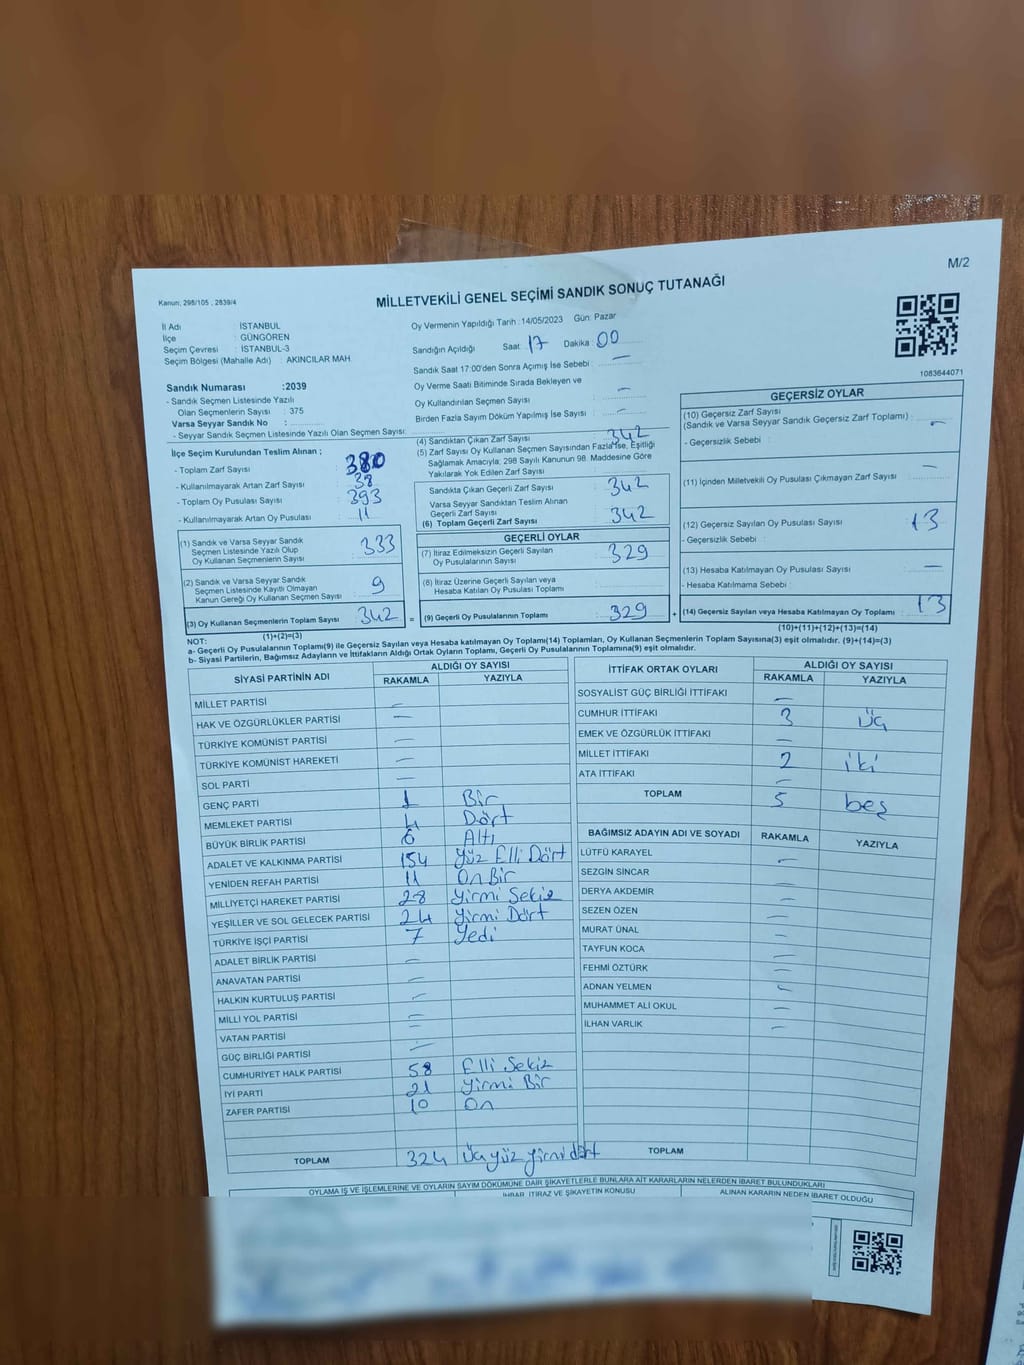 M/2
Kanun; 298/105 , 2839/4
MİLLETVEKİLİ GENEL SEÇİMİ SANDIK SONUÇ TUTANAĞI
İl Adı : İSTANBUL
İlçe : GÜNGÖREN
Seçim Çevresi : İSTANBUL-3
Seçim Bölgesi (Mahalle Adı) : AKINCILAR MAH.
Sandık Numarası :2039
- Sandık Seçmen Listesinde Yazılı
Olan Seçmenlerin Sayısı : 375
Varsa Seyyar Sandık No :
- Seyyar Sandık Seçmen Listesinde Yazılı Olan Seçmen Sayısı:
Oy Vermenin Yapıldığı Tarih : 14/05/2023 Gün: Pazar
Sandığın Açıldığı Saat 17 Dakika : 00
Sandık Saat 17:00'den Sonra Açımış İse Sebebi : —
Oy Verme Saati Bitiminde Sırada Bekleyen ve
Oy Kullandırılan Seçmen Sayısı : —
Birden Fazla Sayım Döküm Yapılmış İse Sayısı : —
1083644071
İlçe Seçim Kurulundan Teslim Alınan ;
- Toplam Zarf Sayısı : 380
- Kullanılmayarak Artan Zarf Sayısı : 38
- Toplam Oy Pusulası Sayısı : 393
- Kullanılmayarak Artan Oy Pusulası : 11
(1) Sandık ve Varsa Seyyar Sandık
Seçmen Listesinde Yazılı Olup
Oy Kullanan Seçmenlerin Sayısı : 333
(2) Sandık ve Varsa Seyyar Sandık
Seçmen Listesinde Kayıtlı Olmayan
Kanun Gereği Oy Kullanan Seçmen Sayısı : 9
(3) Oy Kullanan Seçmenlerin Toplam Sayısı : 342
(1)+(2)=(3)
(4) Sandıktan Çıkan Zarf Sayısı : 342
(5) Zarf Sayısı Oy Kullanan Seçmen Sayısından Fazla İse, Eşitliği
Sağlamak Amacıyla; 298 Sayılı Kanunun 98. Maddesine Göre
Yakılarak Yok Edilen Zarf Sayısı :
Sandıkta Çıkan Geçerli Zarf Sayısı : 342
Varsa Seyyar Sandıktan Teslim Alınan
Geçerli Zarf Sayısı
(6) Toplam Geçerli Zarf Sayısı : 342
GEÇERLİ OYLAR
(7) İtiraz Edilmeksizin Geçerli Sayılan
Oy Pusulalarının Sayısı : 329
(8) İtiraz Üzerine Geçerli Sayılan veya
Hesaba Katılan Oy Pusulası Toplamı :
= (9) Geçerli Oy Pusulalarının Toplamı : 329
GEÇERSİZ OYLAR
(10) Geçersiz Zarf Sayısı
(Sandık ve Varsa Seyyar Sandık Geçersiz Zarf Toplamı) : —
- Geçersizlik Sebebi :
(11) İçinden Milletvekili Oy Pusulası Çıkmayan Zarf Sayısı : —
(12) Geçersiz Sayılan Oy Pusulası Sayısı : 13
- Geçersizlik Sebebi :
(13) Hesaba Katılmayan Oy Pusulası Sayısı : —
- Hesaba Katılmama Sebebi :
+ (14) Geçersiz Sayılan veya Hesaba Katılmayan Oy Toplamı : 13
(10)+(11)+(12)+(13)=(14)
NOT:
a- Geçerli Oy Pusulalarının Toplamı(9) ile Geçersiz Sayılan veya Hesaba katılmayan Oy Toplamı(14) Toplamları, Oy Kullanan Seçmenlerin Toplam Sayısına(3) eşit olmalıdır. (9)+(14)=(3)
b- Siyasi Partilerin, Bağımsız Adayların ve İttifakların Aldığı Ortak Oyların Toplamı, Geçerli Oy Pusulalarının Toplamına(9) eşit olmalıdır.
SİYASİ PARTİNİN ADI ALDIĞI OY SAYISI
RAKAMLA YAZIYLA
MİLLET PARTİSİ —
HAK VE ÖZGÜRLÜKLER PARTİSİ —
TÜRKİYE KOMÜNİST PARTİSİ —
TÜRKİYE KOMÜNİST HAREKETİ —
SOL PARTİ —
GENÇ PARTİ 1 Bir
MEMLEKET PARTİSİ 4 Dört
BÜYÜK BİRLİK PARTİSİ 6 Altı
ADALET VE KALKINMA PARTİSİ 154 Yüz Elli Dört
YENİDEN REFAH PARTİSİ 11 On Bir
MİLLİYETÇİ HAREKET PARTİSİ 28 Yirmi Sekiz
YEŞİLLER VE SOL GELECEK PARTİSİ 24 Yirmi Dört
TÜRKİYE İŞÇİ PARTİSİ 7 Yedi
ADALET BİRLİK PARTİSİ —
ANAVATAN PARTİSİ —
HALKIN KURTULUŞ PARTİSİ —
MİLLİ YOL PARTİSİ —
VATAN PARTİSİ —
GÜÇ BİRLİĞİ PARTİSİ —
CUMHURİYET HALK PARTİSİ 58 Elli Sekiz
İYİ PARTİ 21 Yirmi Bir
ZAFER PARTİSİ 10 On
TOPLAM 324 Üçyüz yirmi dört
İTTİFAK ORTAK OYLARI ALDIĞI OY SAYISI
RAKAMLA YAZIYLA
SOSYALİST GÜÇ BİRLİĞİ İTTİFAKI —
CUMHUR İTTİFAKI 3 Üç
EMEK VE ÖZGÜRLÜK İTTİFAKI —
MİLLET İTTİFAKI 2 iki
ATA İTTİFAKI —
TOPLAM 5 beş
BAĞIMSIZ ADAYIN ADI VE SOYADI RAKAMLA YAZIYLA
LÜTFÜ KARAYEL —
SEZGİN SİNCAR
DERYA AKDEMIR —
SEZEN ÖZEN —
MURAT ÜNAL —
TAYFUN KOCA —
FEHMİ ÖZTÜRK —
ADNAN YELMEN —
MUHAMMET ALİ OKUL —
İLHAN VARLIK —
TOPLAM
OYLAMA İŞ VE İŞLEMLERİNE VE OYLARIN SAYIM DÖKÜMÜNE DAİR ŞİKAYETLERLE BUNLARA AİT KARARLARIN NELERDEN İBARET BULUNDUKLARI
İHBAR, İTİRAZ VE ŞİKAYETİN KONUSU
ALINAN KARARIN NEDEN İBARET OLDUĞU